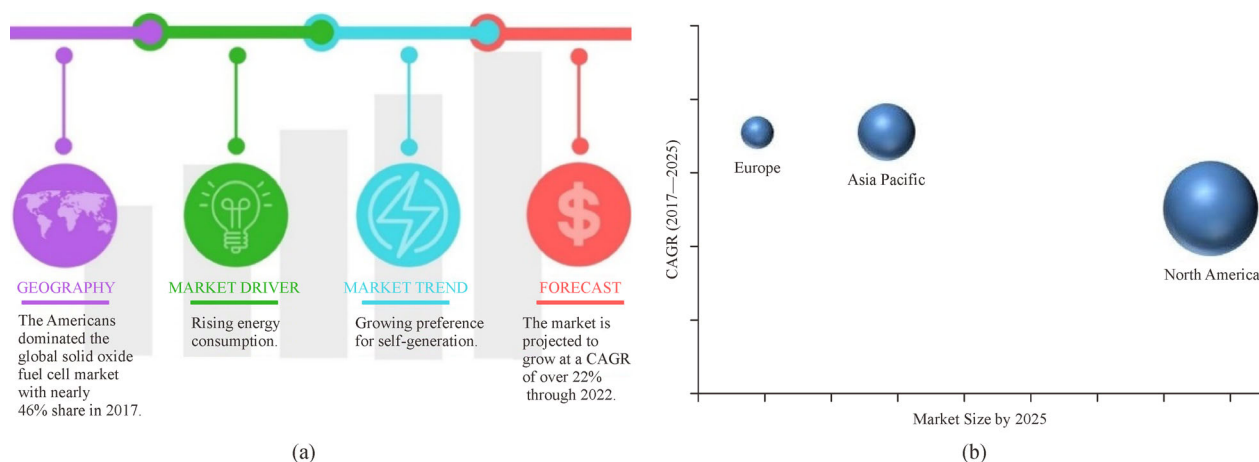 GEOGRAPHY
The Americans
dominated the
global solid oxide
fuel cell market
with nearly
46% share in 2017.
MARKET DRIVER
Rising energy
consumption.
MARKET TREND
Growing preference
for self-generation.
FORECAST
The market is
projected to
grow at a CAGR
of over 22%
through 2022.
(a)
CAGR (2017—2025)
Europe
Asia Pacific
North America
Market Size by 2025
(b)